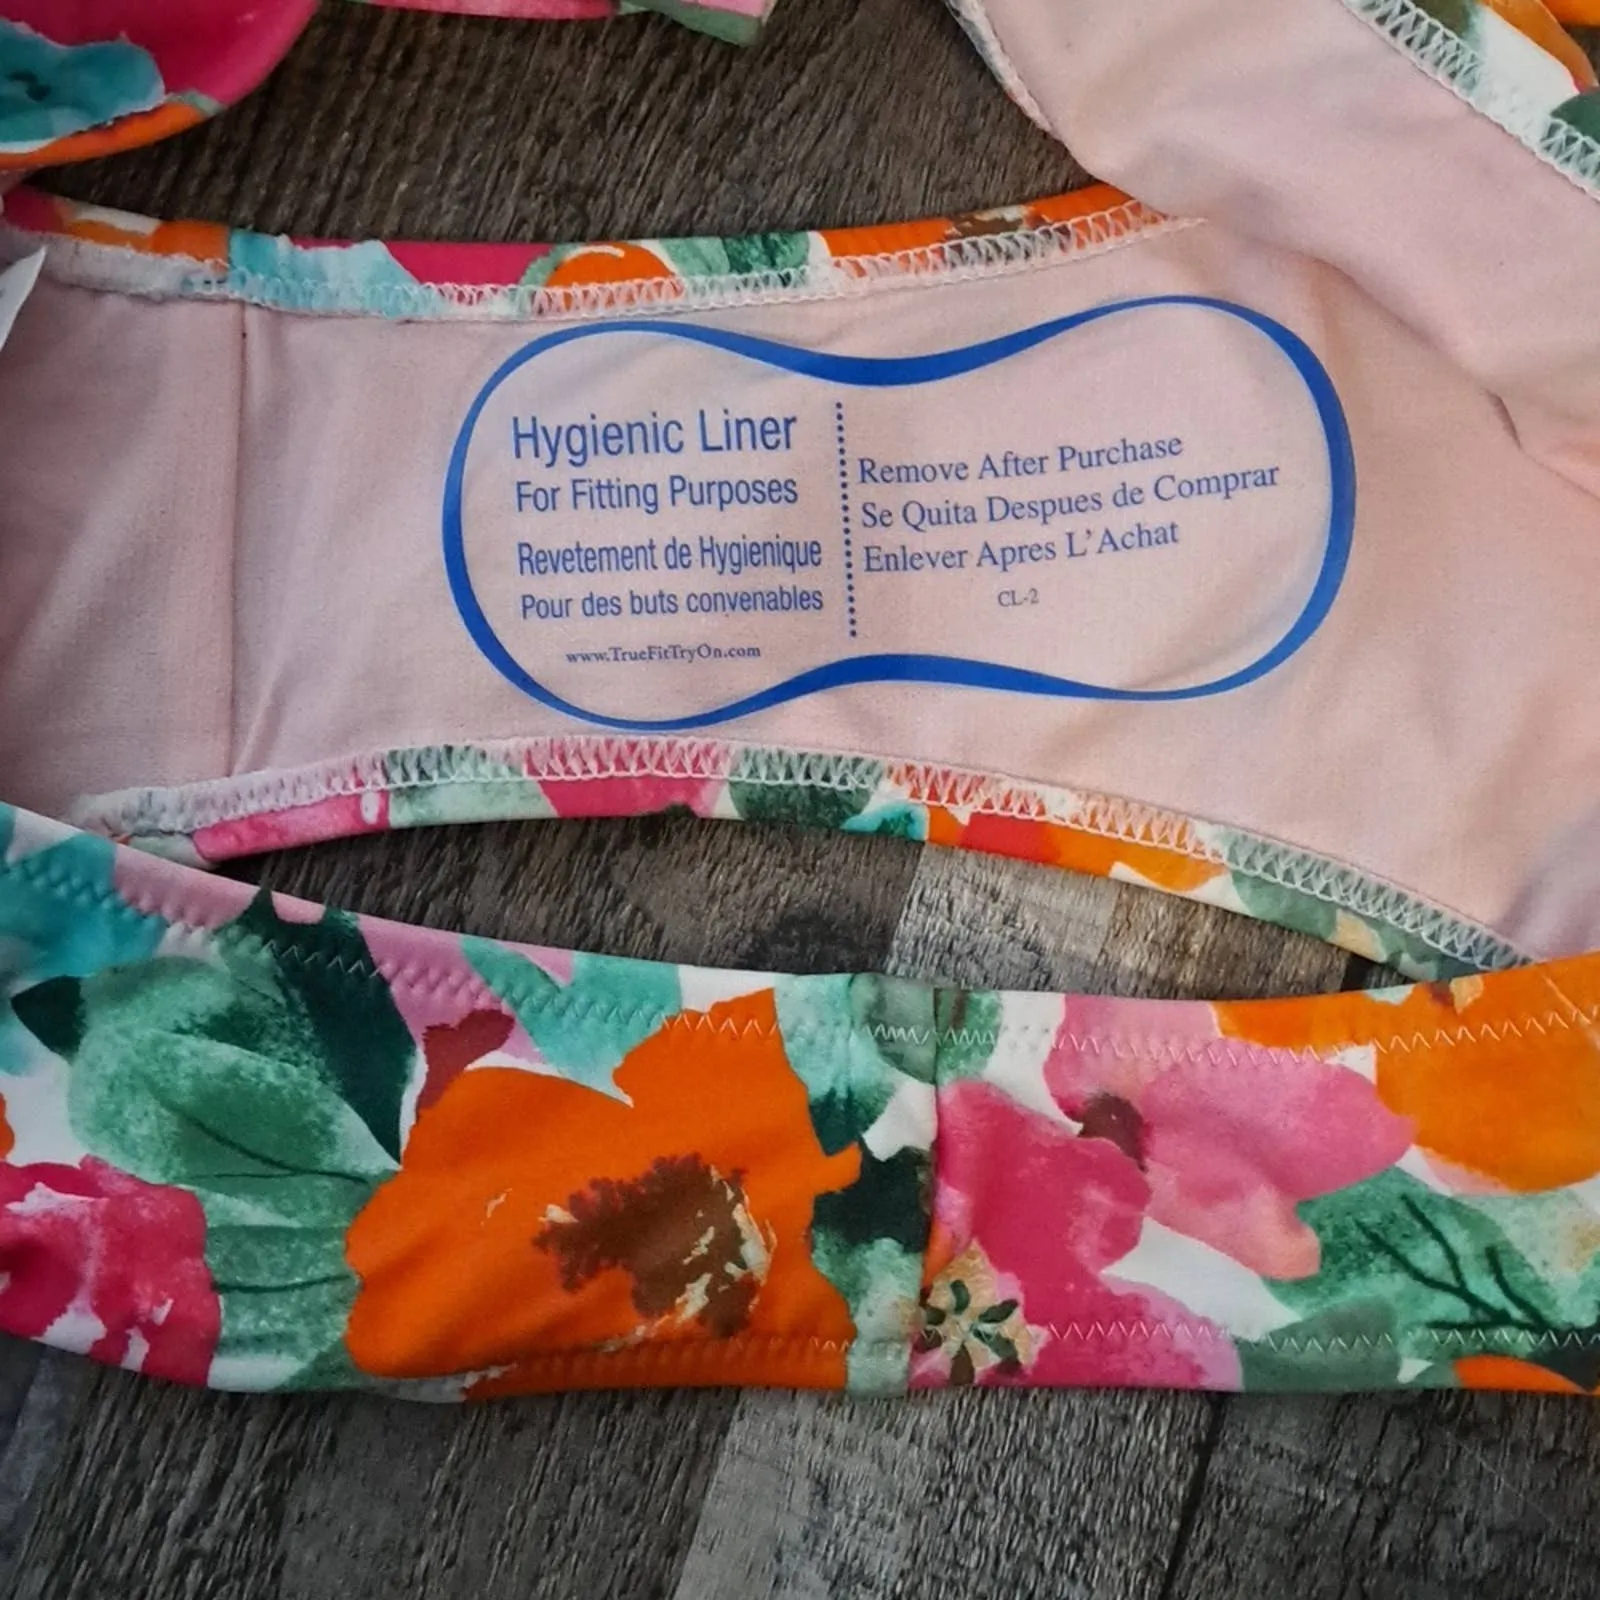 Hygienic Liner
For Fitting Purposes
Revetement de Hygienique
Pour des buts convenables
www.TrueFitTryOn.com
Remove After Purchase
Se Quita Despues de Comprar
Enlever Apres L'Achat
CL-2